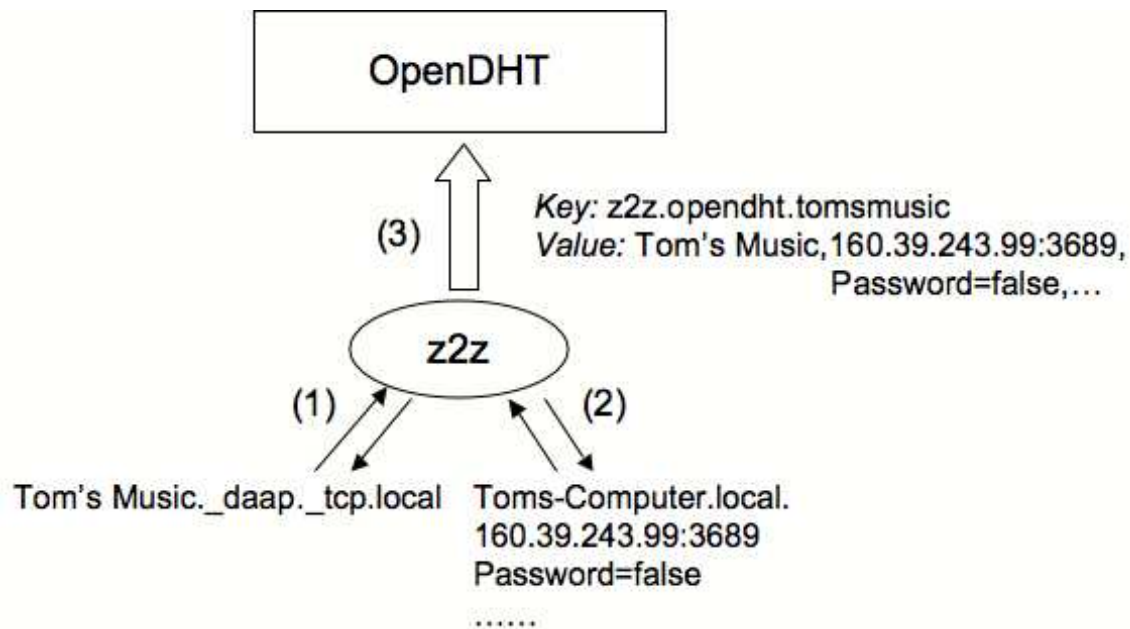 OpenDHT
(3)
Key: z2z.opendht.tomsmusic
Value: Tom's Music,160.39.243.99:3689,
Password=false,...
z2z
(1)
(2)
Tom's Music._daap._tcp.local
Toms-Computer.local.
160.39.243.99:3689
Password=false
......